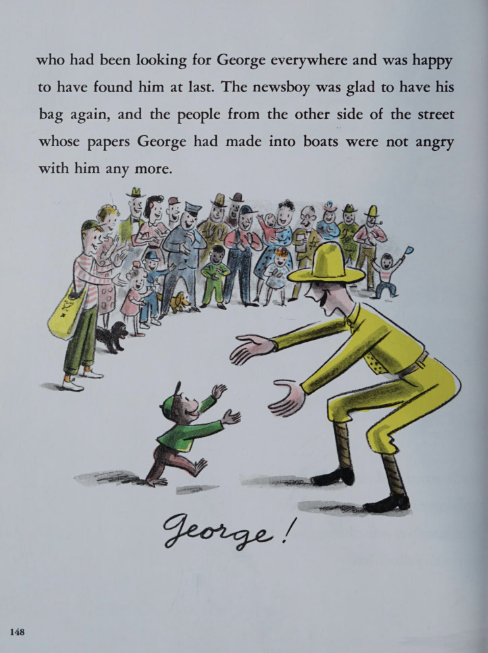 who had been looking for George everywhere and was happy
to have found him at last. The newsboy was glad to have his
bag again, and the people from the other side of the street
whose papers George had made into boats were not angry
with him any more.
George!
148